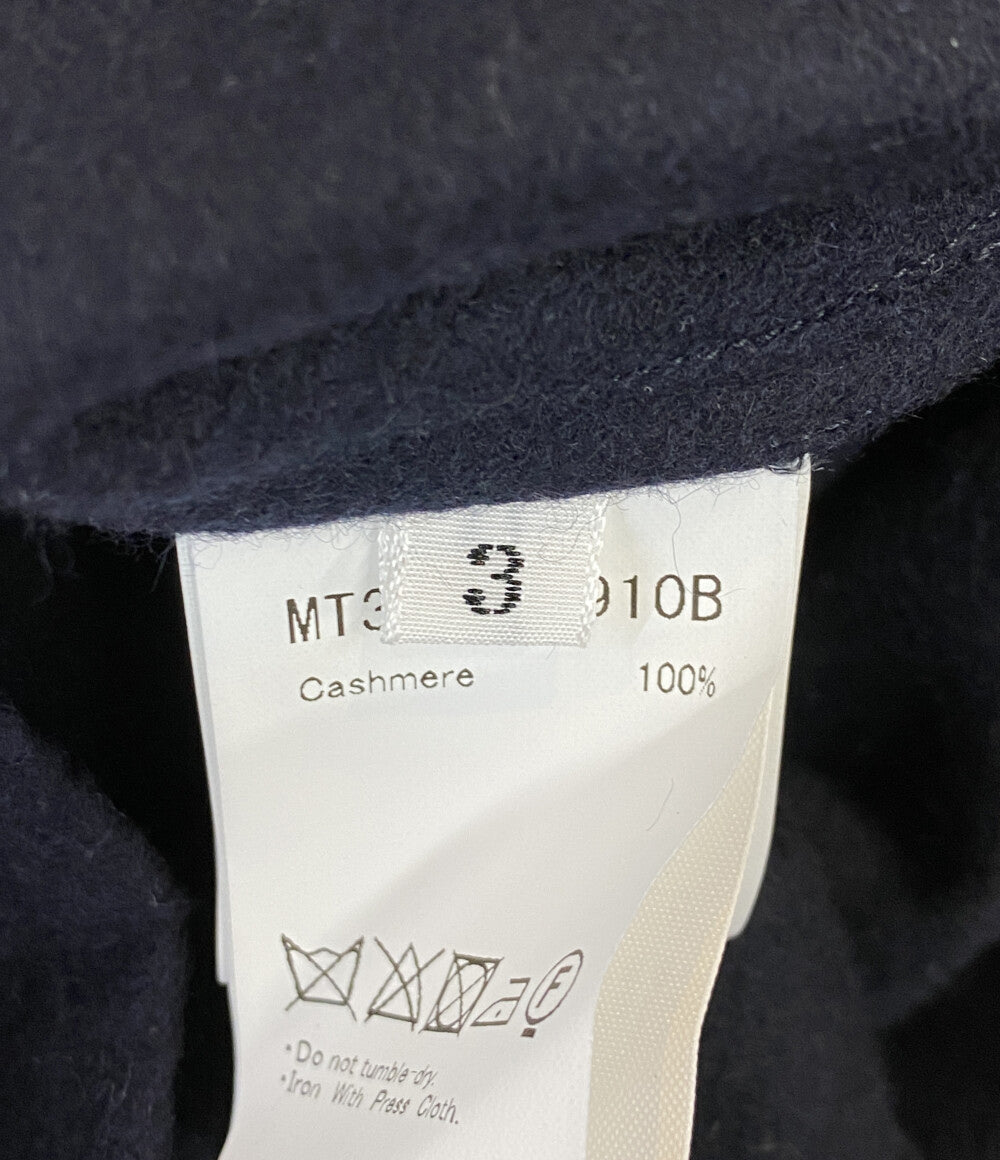 3
MT3 910B
Cashmere 100%
F
・Do not tumble-dry.
・Iron With Press Cloth.